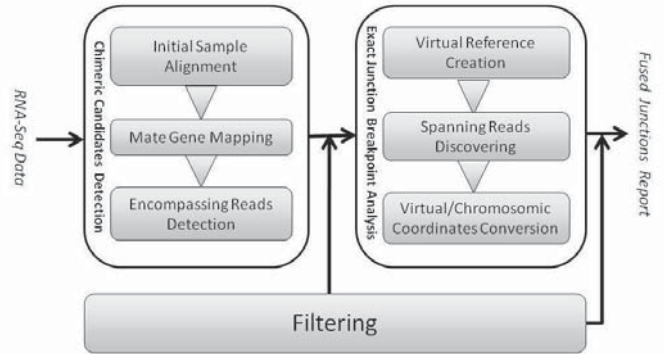 RNA-Seq Data
Chimeric Candidates Detection
Initial Sample
Alignment
Mate Gene Mapping
Encompassing Reads
Detection
Exact Junction Breakpoint Analysis
Virtual Reference
Creation
Spanning Reads
Discovering
Virtual/Chromosomic
Coordinates Conversion
Fused Junctions Report
Filtering